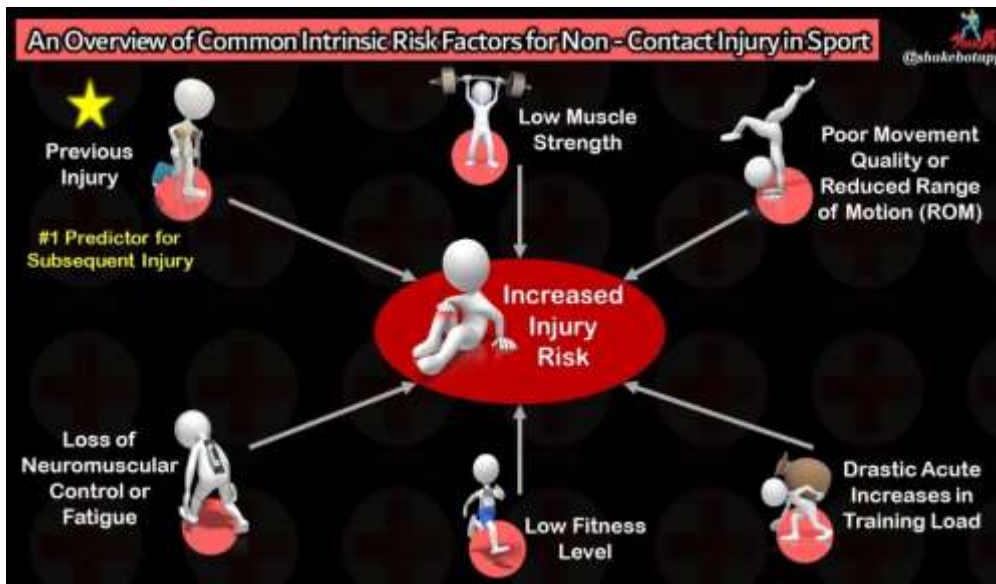 An Overview of Common Intrinsic Risk Factors for Non - Contact Injury in Sport
@shakebotapp
Previous
Injury
#1 Predictor for
Subsequent Injury
Low Muscle
Strength
Poor Movement
Quality or
Reduced Range
of Motion (ROM)
Increased
Injury
Risk
Loss of
Neuromuscular
Control or
Fatigue
Low Fitness
Level
Drastic Acute
Increases in
Training Load